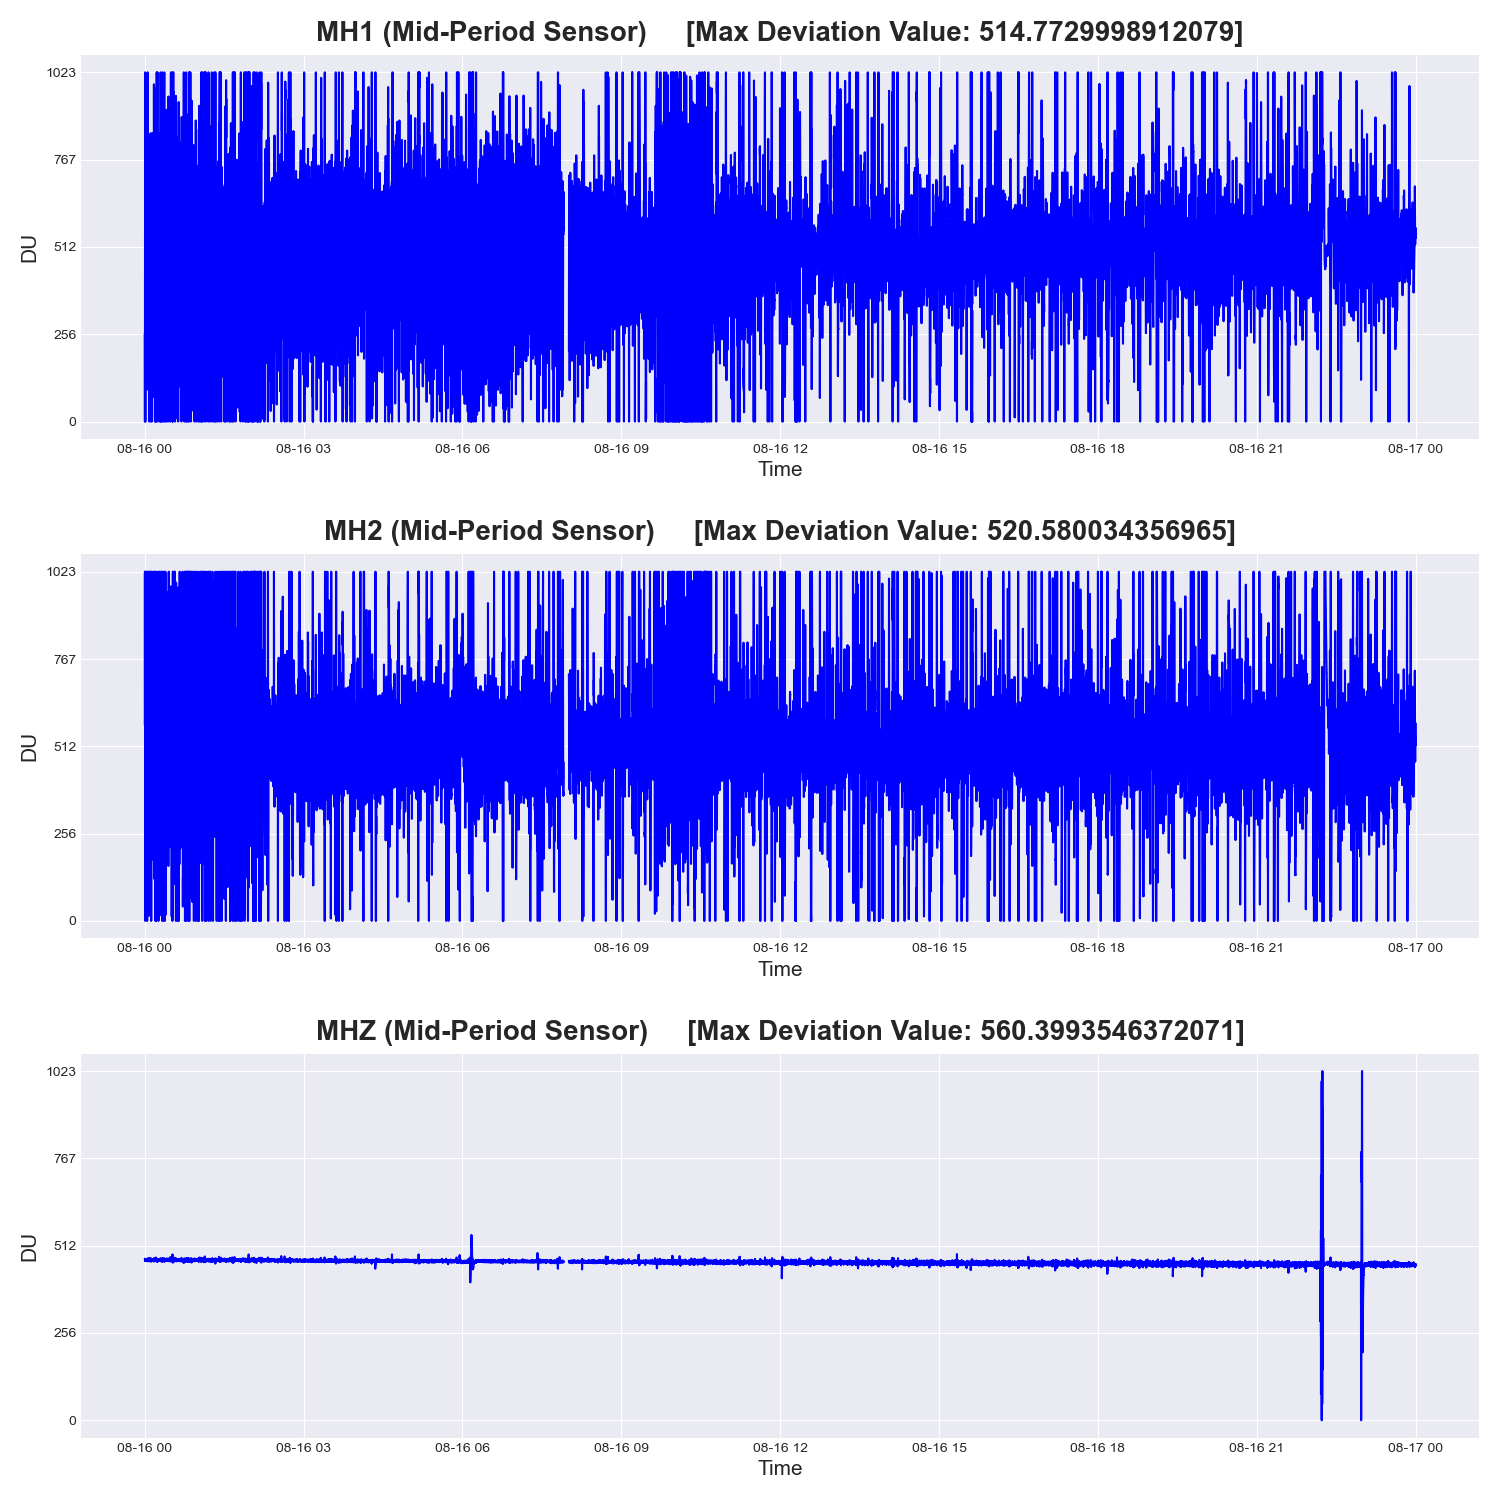 MH1 (Mid-Period Sensor) [Max Deviation Value: 514.7729998912079]
1023
767
512
256
0
DU
08-16 00 08-16 03 08-16 06 08-16 09 08-16 12 08-16 15 08-16 18 08-16 21 08-17 00
Time
MH2 (Mid-Period Sensor) [Max Deviation Value: 520.580034356965]
1023
767
512
256
0
DU
08-16 00 08-16 03 08-16 06 08-16 09 08-16 12 08-16 15 08-16 18 08-16 21 08-17 00
Time
MHZ (Mid-Period Sensor) [Max Deviation Value: 560.3993546372071]
1023
767
512
256
0
DU
08-16 00 08-16 03 08-16 06 08-16 09 08-16 12 08-16 15 08-16 18 08-16 21 08-17 00
Time